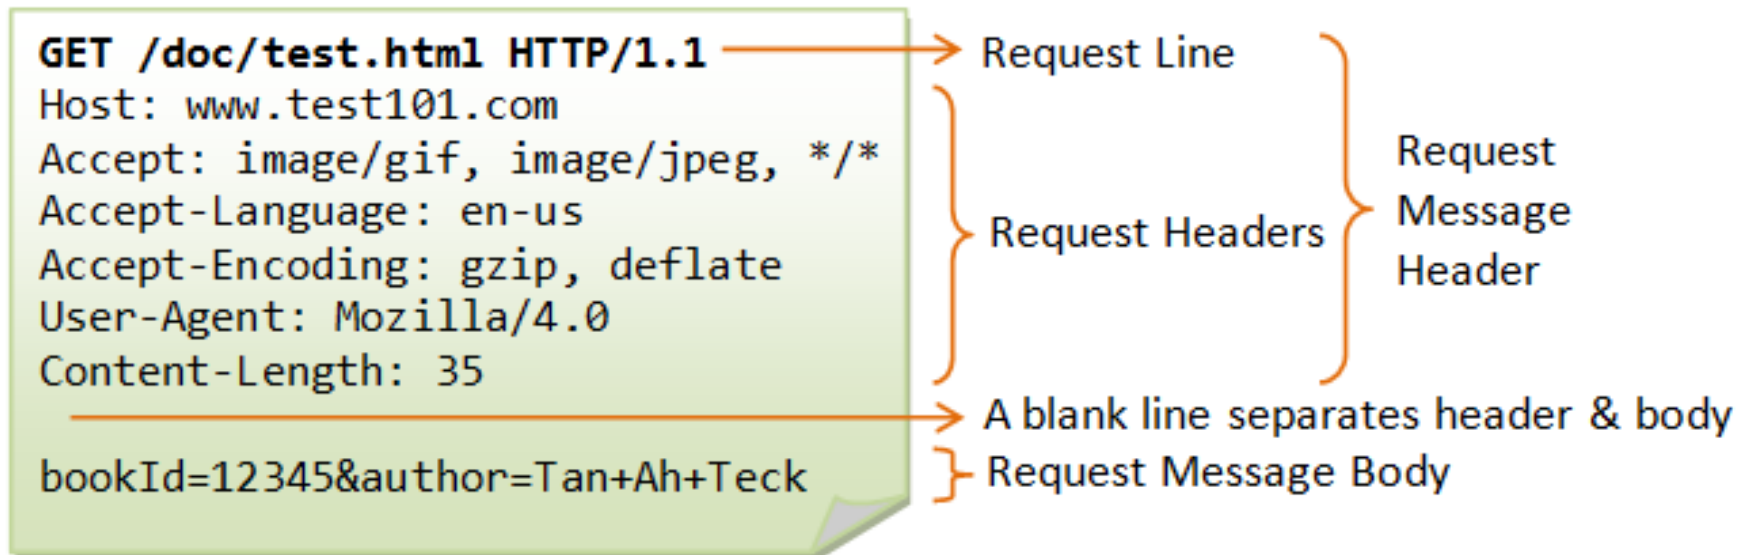 GET /doc/test.html HTTP/1.1
Host: www.test101.com
Accept: image/gif, image/jpeg, */*
Accept-Language: en-us
Accept-Encoding: gzip, deflate
User-Agent: Mozilla/4.0
Content-Length: 35
bookId=12345&author=Tan+Ah+Teck
Request Line
Request Headers
A blank line separates header & body
Request Message Body
Request
Message
Header